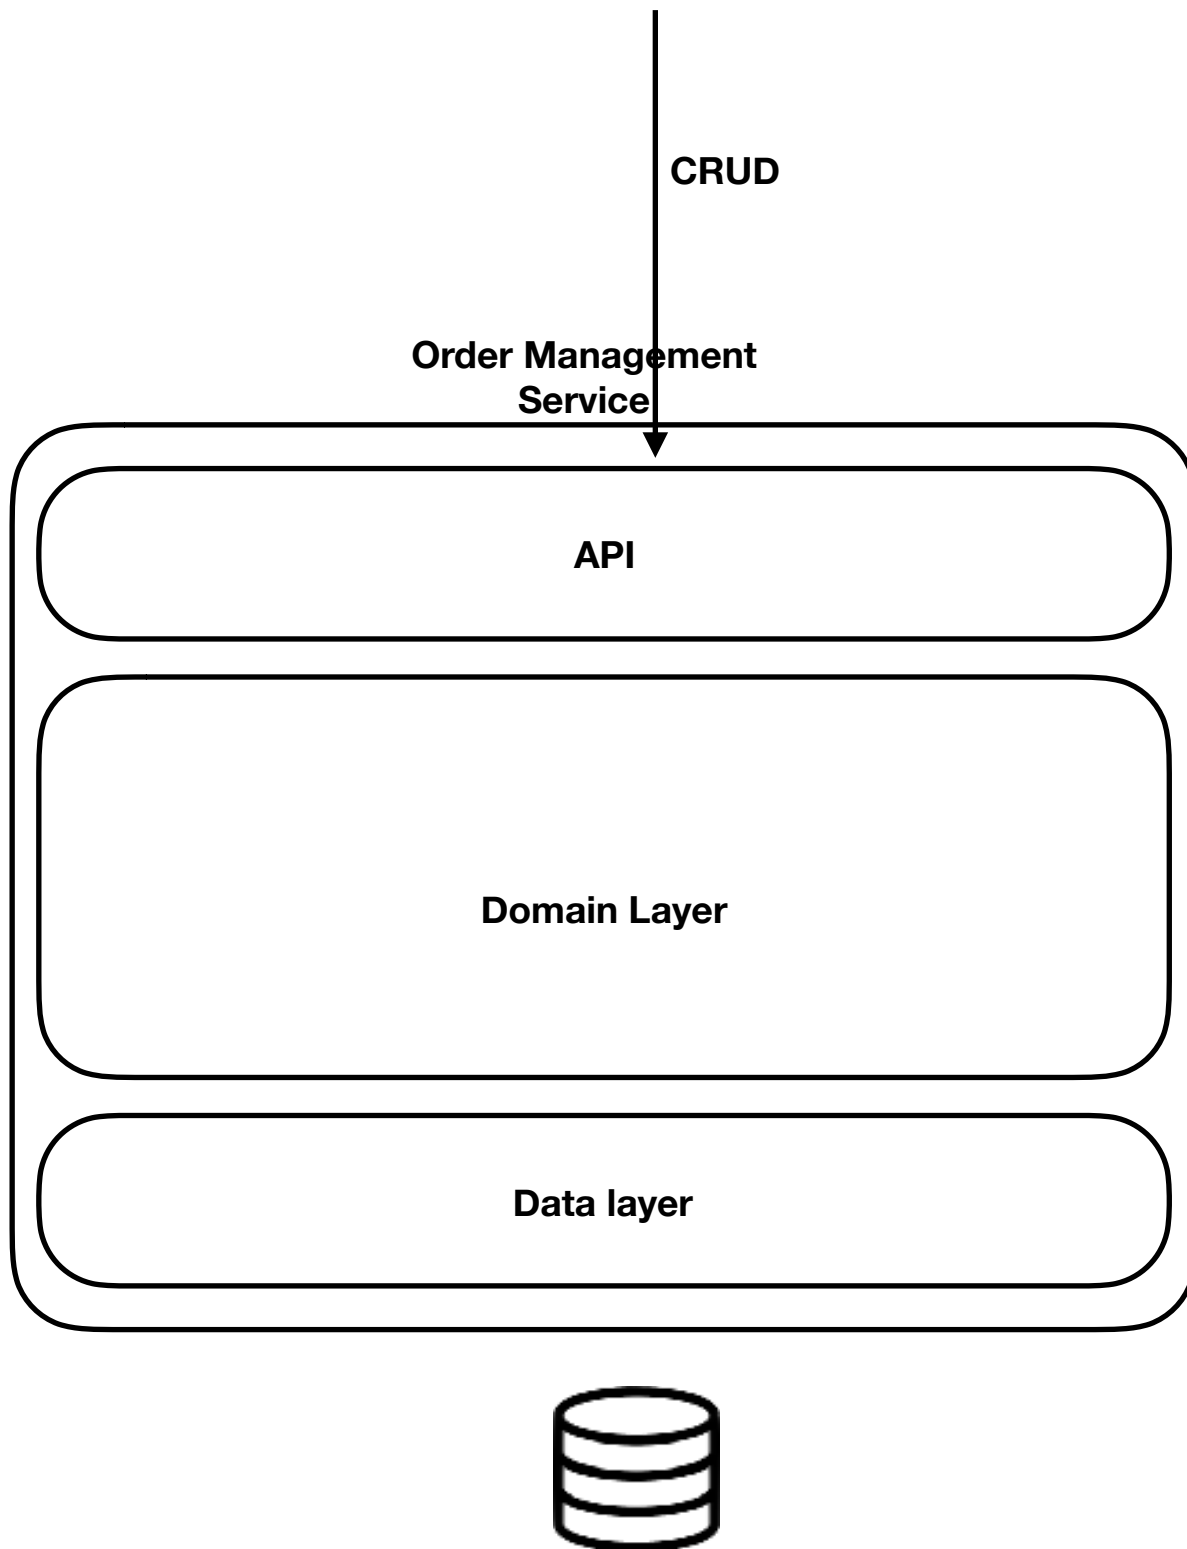 CRUD
Order Management
Service
API
Domain Layer
Data layer